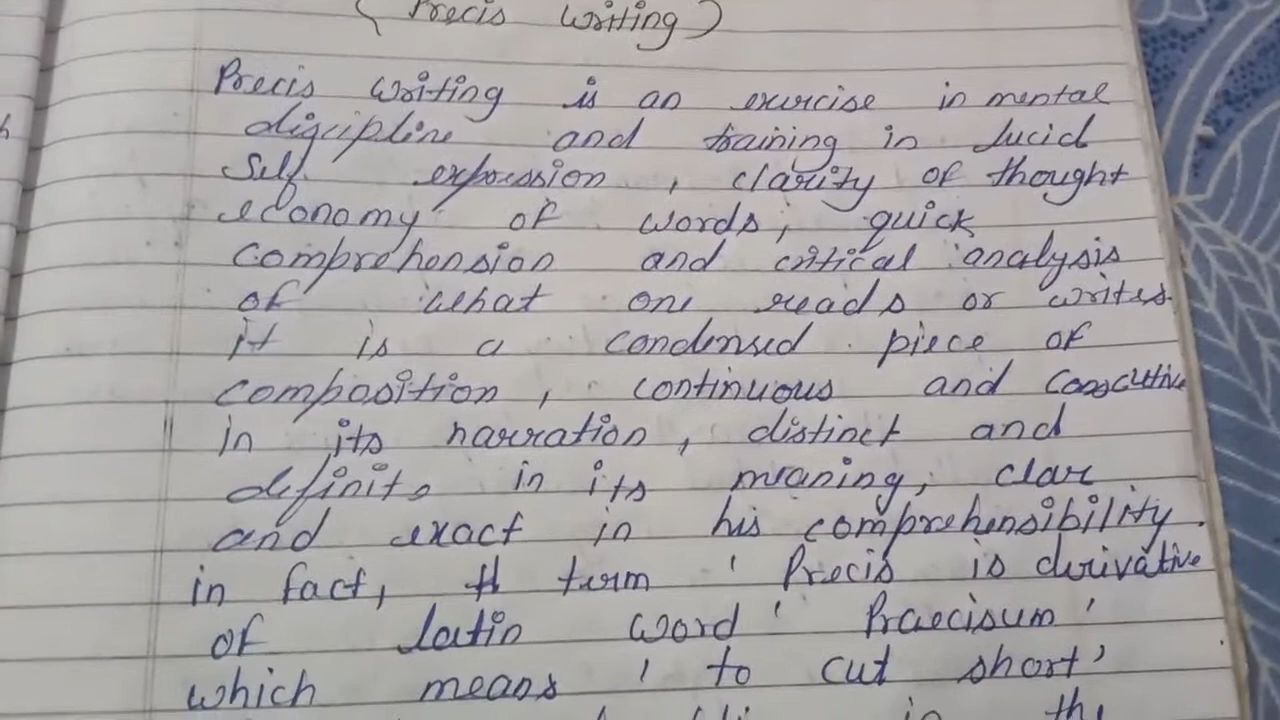 ( Precis Writing )
Precis writing is an exercise in mental
digcipline and training in lucid
Self expression , clarity of thought
economy of words, quick
comprehension and critical analysis
of what one reads or writes.
it is a condensed piece of
composition , continuous and Consecutive
in its narration , distinct and
definite in its meaning, clear
and exact in his comprehensibility.
in fact, term ' Precis is derivative
of latin word ' Praecisum '
which means ' to cut short '
in the